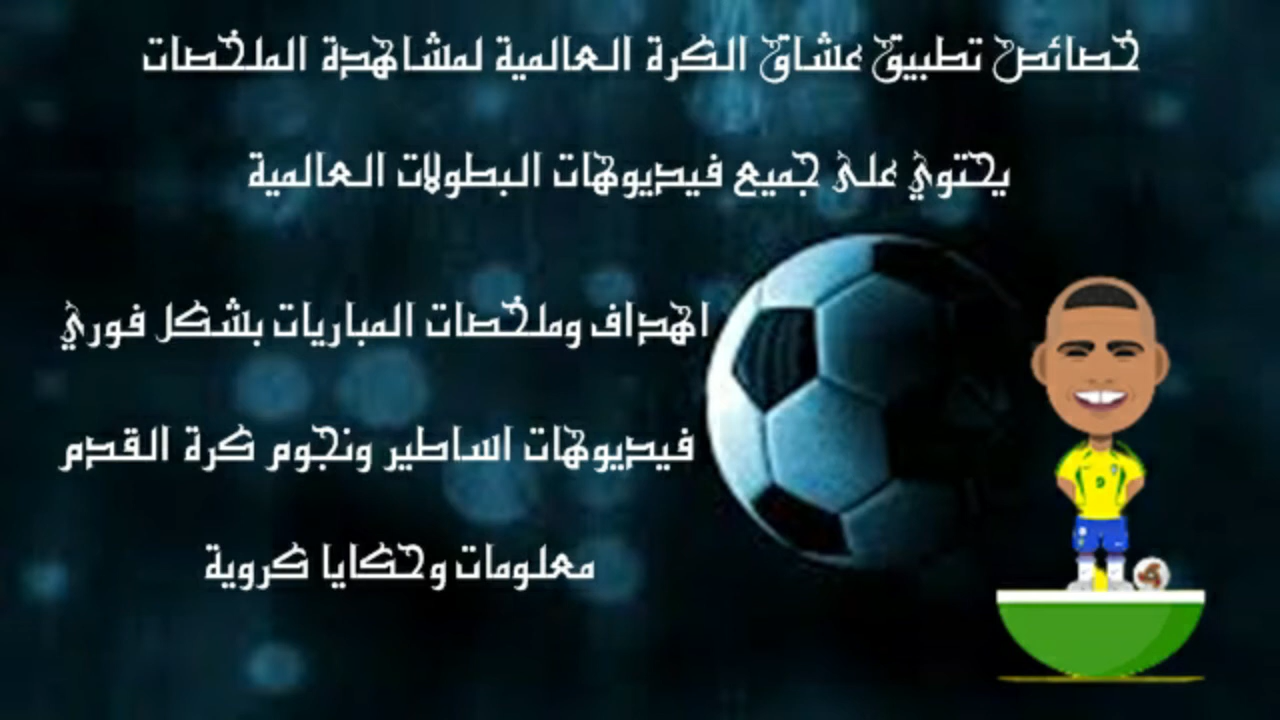 خصائص تطبيق عشاق الكرة العالمية لمشاهدة الملخصات
يحتوي على جميع فيديوهات البطولات العالمية
اهداف وملخصات المباريات بشكل فوري
فيديوهات اساطير ونجوم كرة القدم
معلومات وحكايا كروية
9